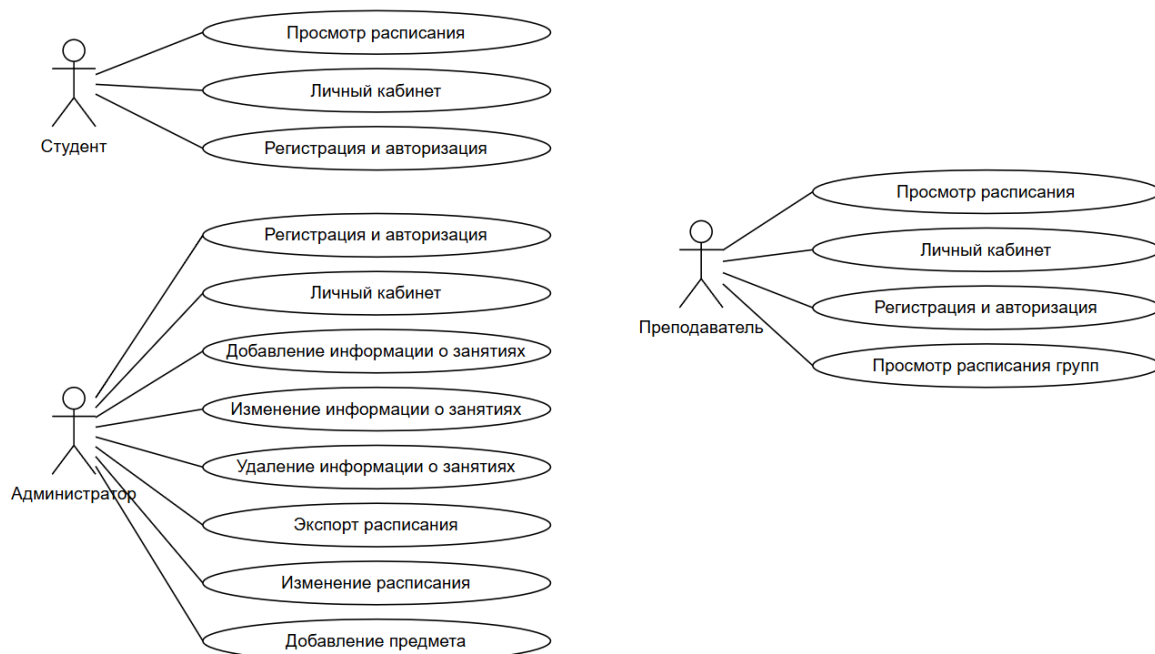 Просмотр расписания
Личный кабинет
Регистрация и авторизация
Студент
Регистрация и авторизация
Личный кабинет
Добавление информации о занятиях
Изменение информации о занятиях
Удаление информации о занятиях
Экспорт расписания
Изменение расписания
Добавление предмета
Администратор
Просмотр расписания
Личный кабинет
Регистрация и авторизация
Просмотр расписания групп
Преподаватель